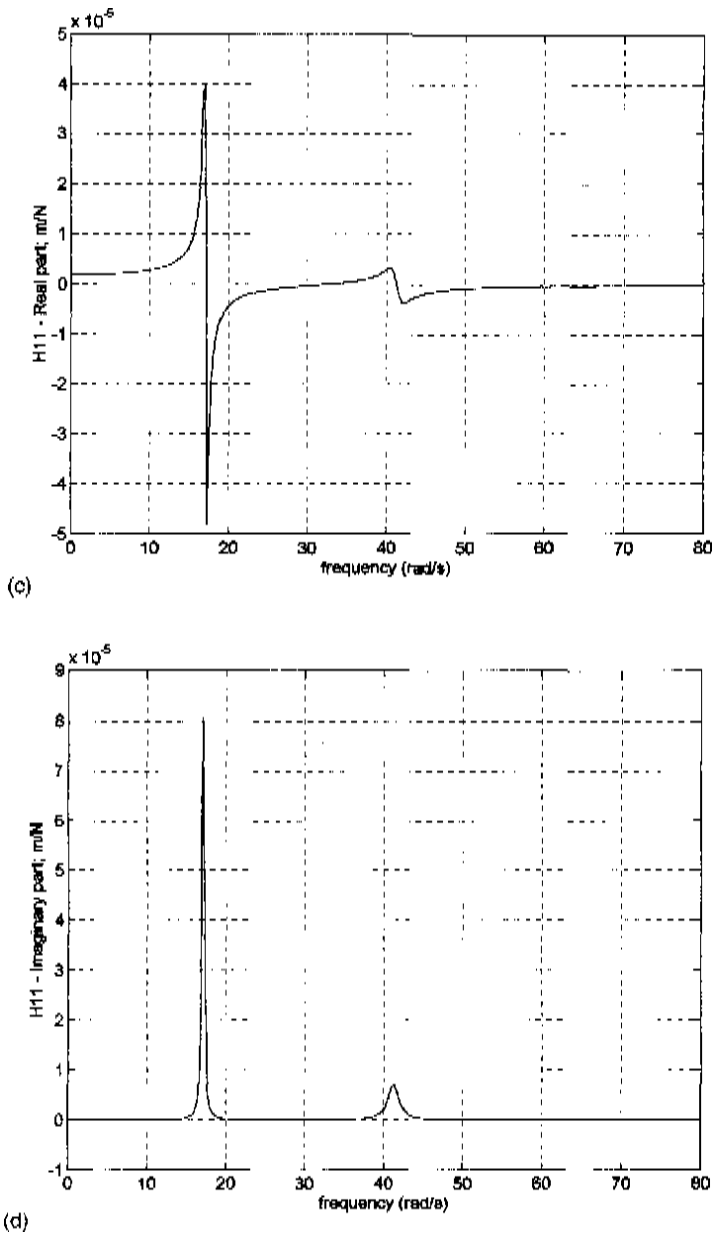 x 10-5
5
4
3
2
1
0
-1
-2
-3
-4
-5
H11 - Real part; m/N
0 10 20 30 40 50 60 70 80
frequency (rad/s)
(c)
x 10-5
9
8
7
6
5
4
3
2
1
0
-1
H11 - Imaginary part; m/N
0 10 20 30 40 50 60 70 80
frequency (rad/s)
(d)